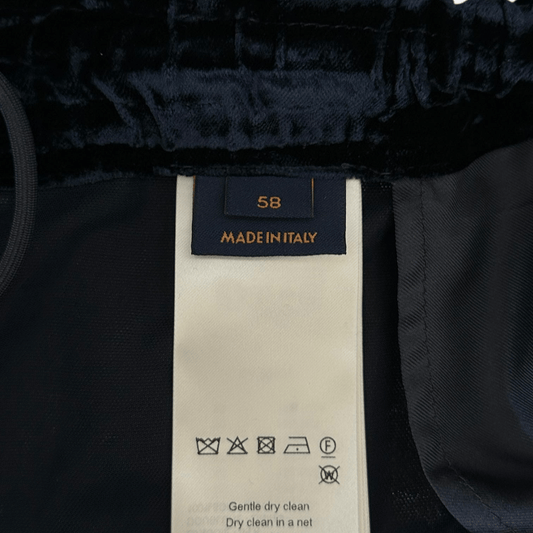 58
MADE IN ITALY
F
W
Gentle dry clean
Dry clean in a net